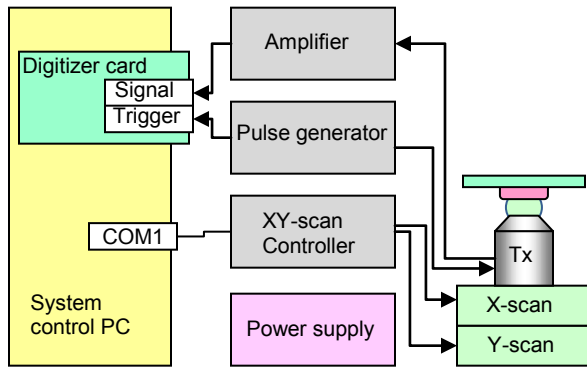 Amplifier
Digitizer card
Signal
Trigger
Pulse generator
COM1
XY-scan
Controller
Tx
System
control PC
Power supply
X-scan
Y-scan